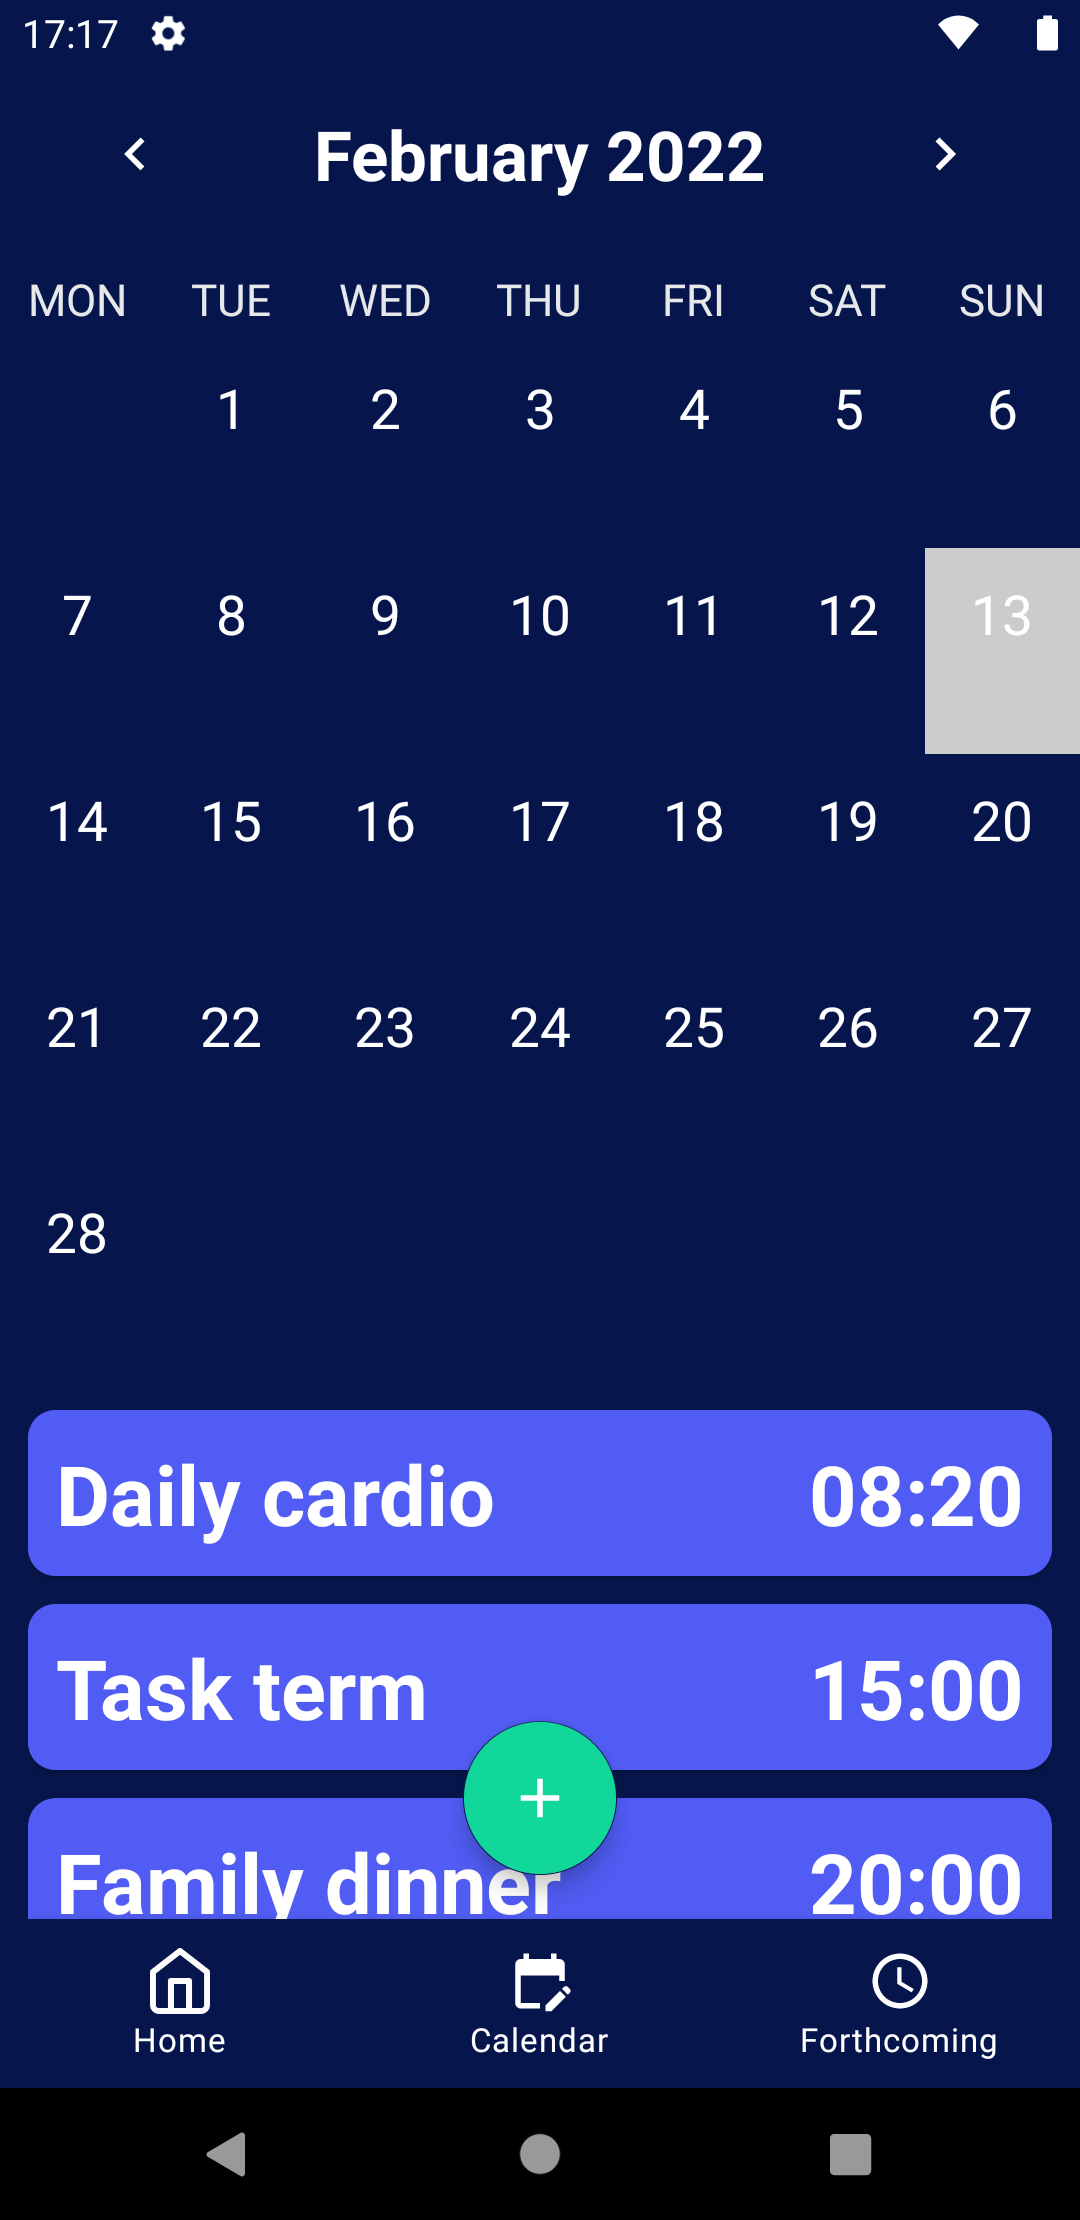 17:17
February 2022
MON TUE WED THU FRI SAT SUN
1 2 3 4 5 6
7 8 9 10 11 12 13
14 15 16 17 18 19 20
21 22 23 24 25 26 27
28
Daily cardio 08:20
Task term 15:00
Family dinner 20:00
Home Calendar Forthcoming